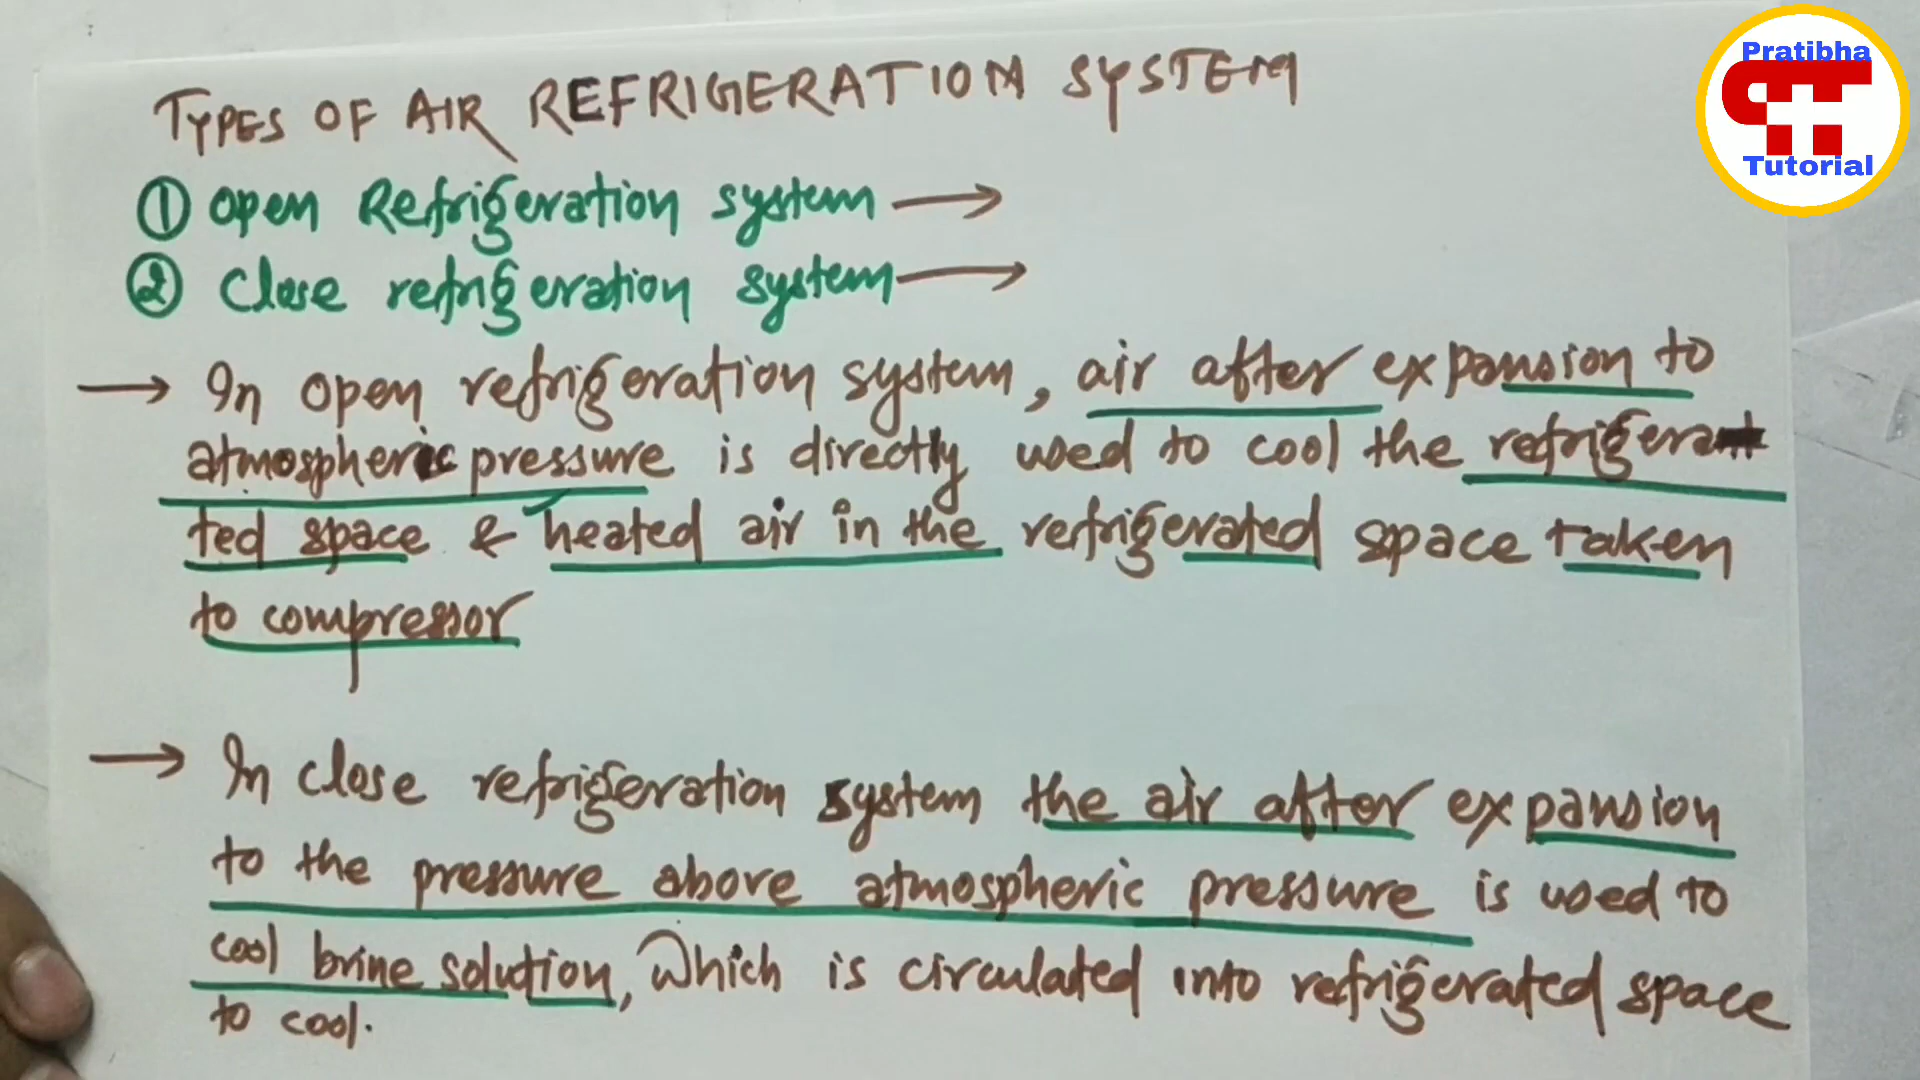 TYPES OF AIR REFRIGERATION SYSTEM
① Open Refrigeration system →
② Close refrigeration system →
→ In open refrigeration system, air after expansion to
atmospheric pressure is directly used to cool the refrigera
ted space & heated air in the refrigerated space taken
to compressor
→ In close refrigeration system the air after expansion
to the pressure above atmospheric pressure is used to
cool brine solution, which is circulated into refrigerated space
to cool.
Pratibha
PTT
Tutorial